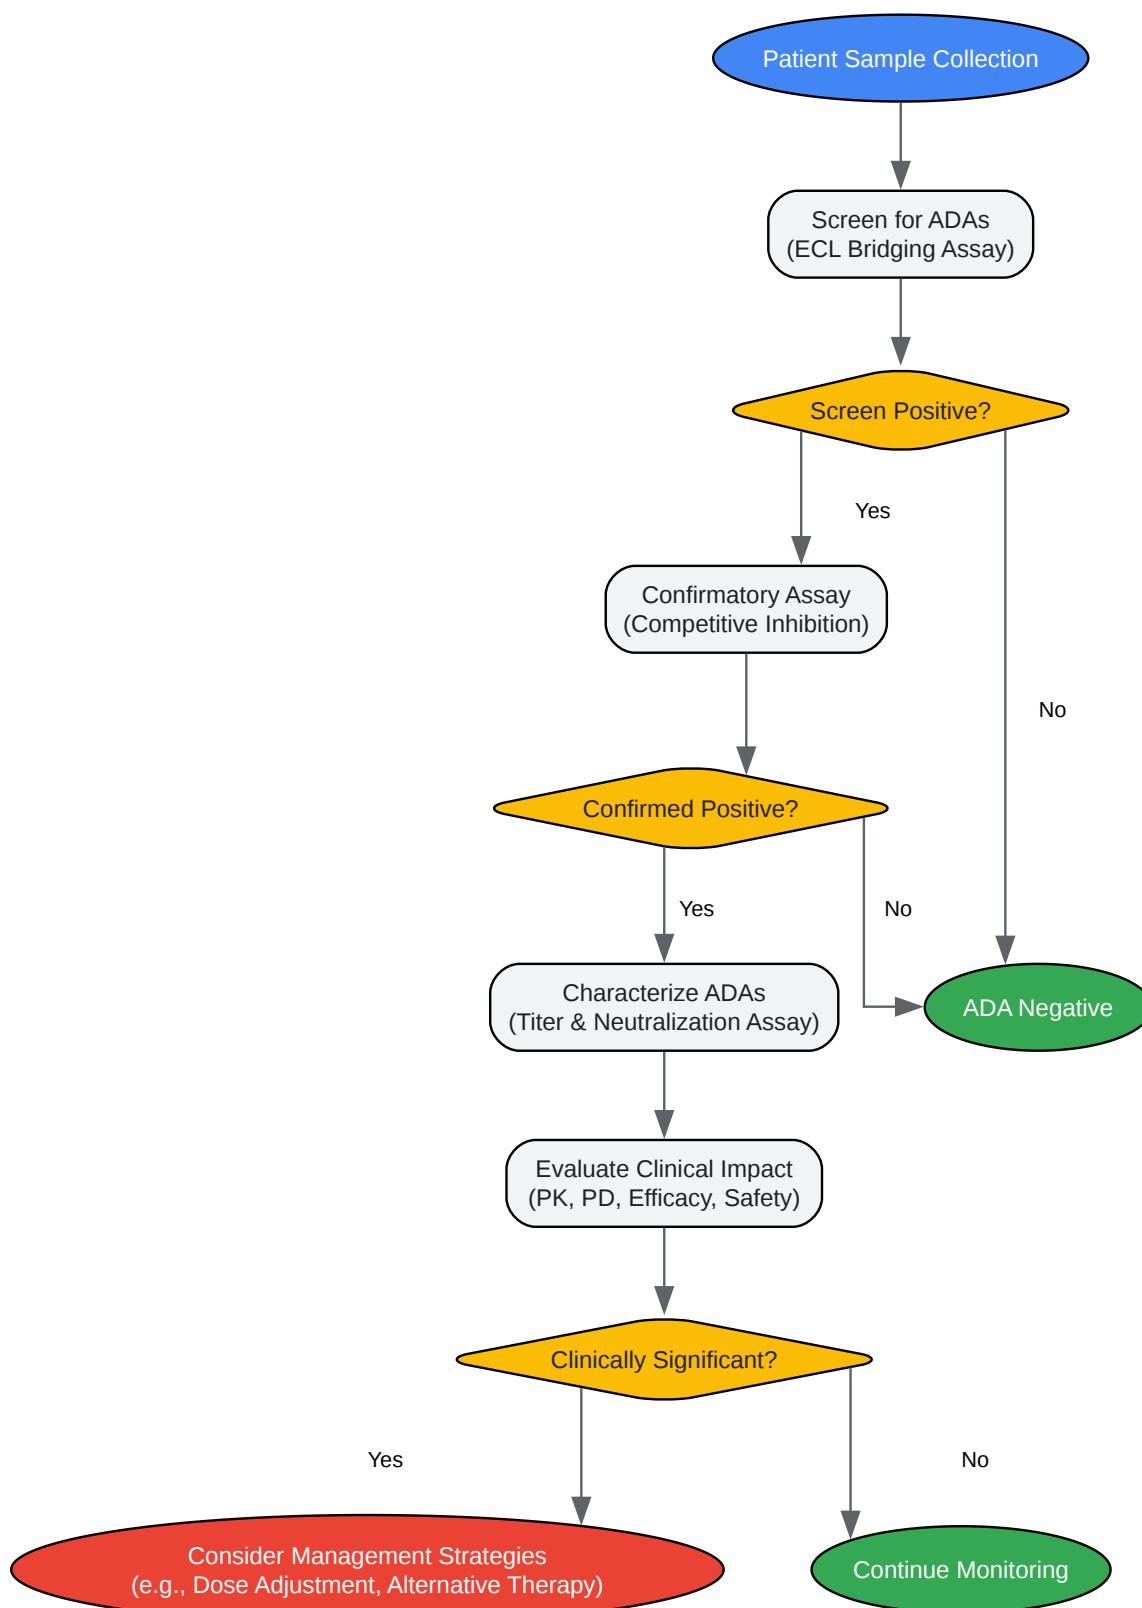 Patient Sample Collection
Screen for ADAs
(ECL Bridging Assay)
Screen Positive?
Yes
Confirmatory Assay
(Competitive Inhibition)
No
Confirmed Positive?
Yes
No
Characterize ADAs
(Titer & Neutralization Assay)
ADA Negative
Evaluate Clinical Impact
(PK, PD, Efficacy, Safety)
Clinically Significant?
Yes
No
Consider Management Strategies
(e.g., Dose Adjustment, Alternative Therapy)
Continue Monitoring